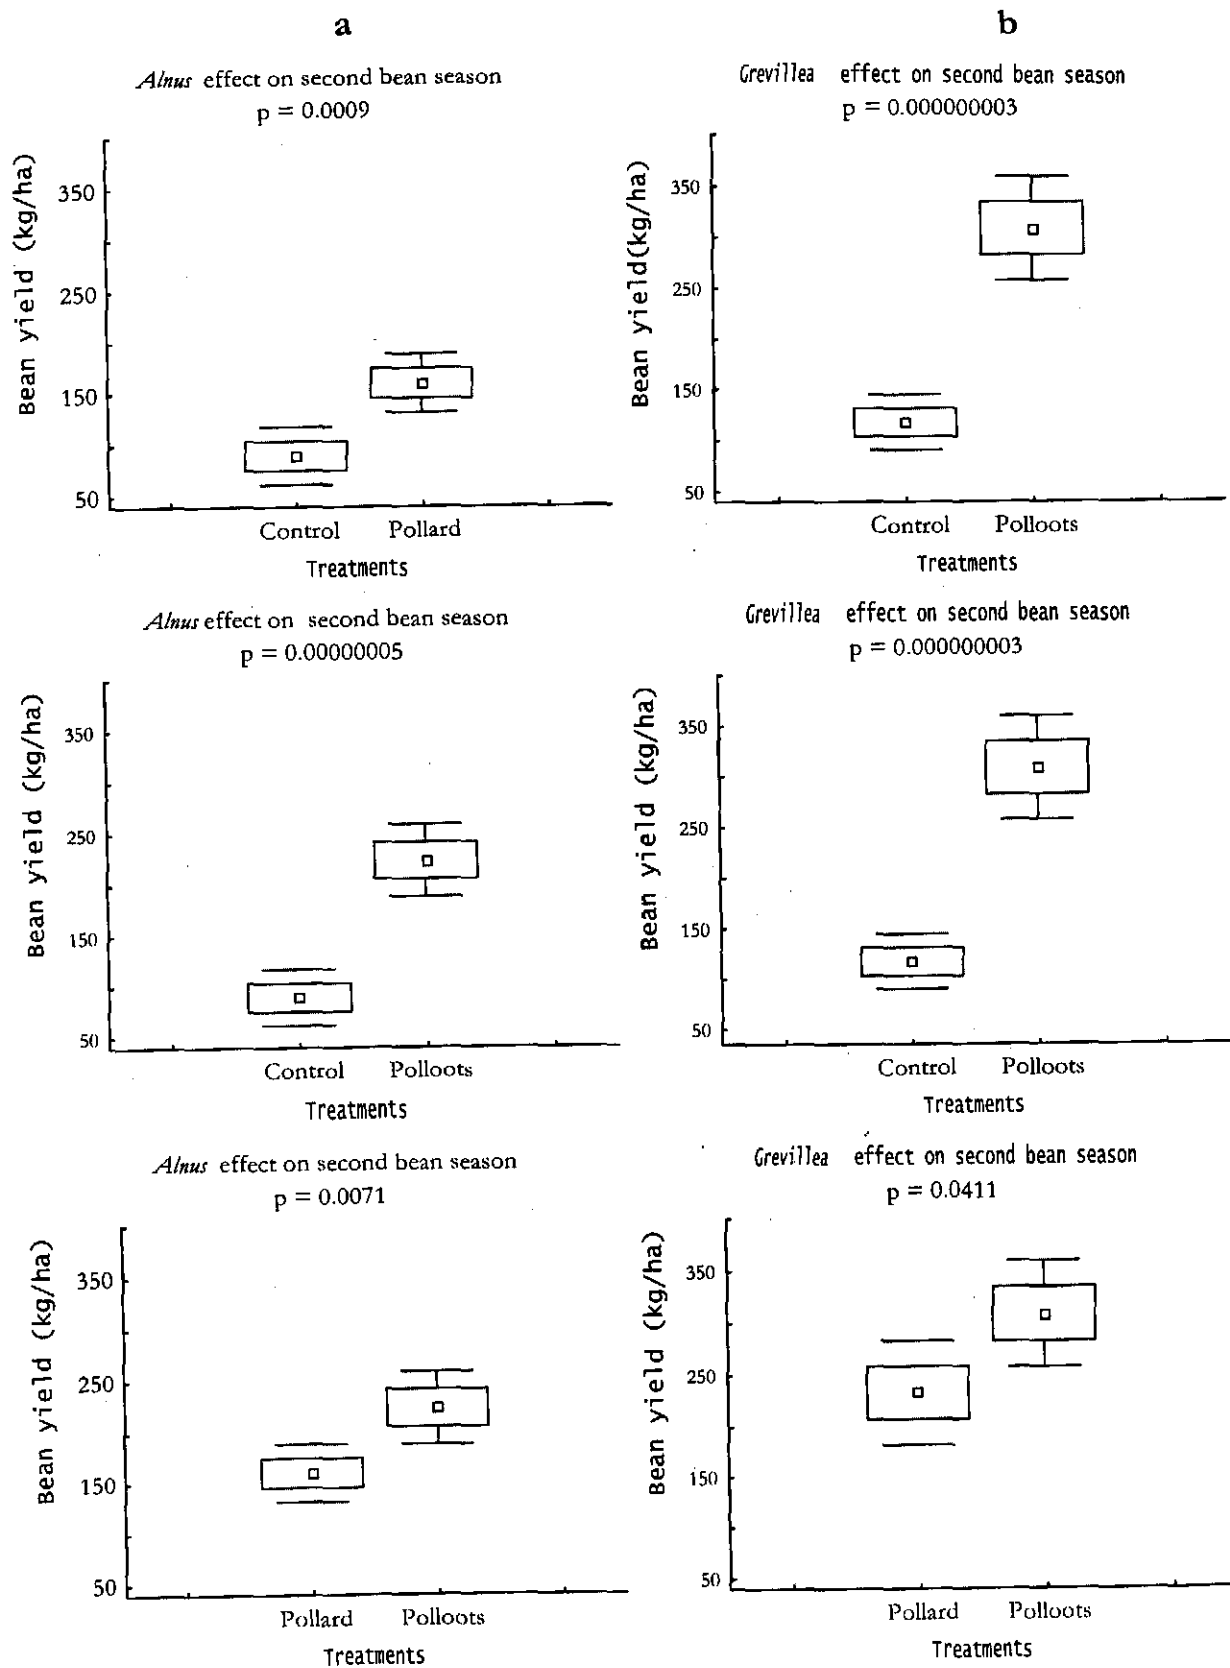 a
Alnus effect on second bean season
p = 0.0009
Bean yield (kg/ha)
350
250
150
50
Control Pollard
Treatments
Alnus effect on second bean season
p = 0.00000005
Bean yield (kg/ha)
350
250
150
50
Control Polloots
Treatments
Alnus effect on second bean season
p = 0.0071
Bean yield (kg/ha)
350
250
150
50
Pollard Polloots
Treatments
b
Grevillea effect on second bean season
p = 0.000000003
Bean yield(kg/ha)
350
250
150
50
Control Polloots
Treatments
Grevillea effect on second bean season
p = 0.000000003
Bean yield (kg/ha)
350
250
150
50
Control Polloots
Treatments
Grevillea effect on second bean season
p = 0.0411
Bean yield (kg/ha)
350
250
150
50
Pollard Polloots
Treatments